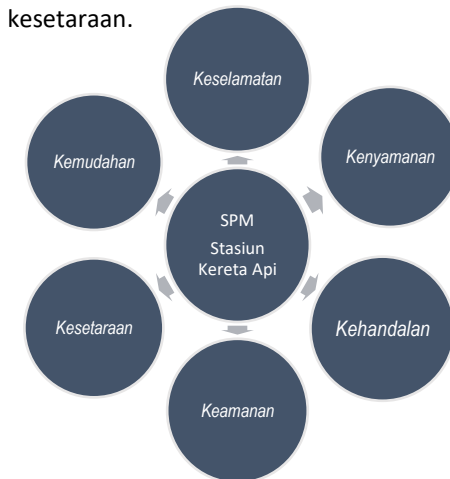 kesetaraan.
Keselamatan
Kemudahan
Kenyamanan
SPM
Stasiun
Kereta Api
Kesetaraan
Kehandalan
Keamanan